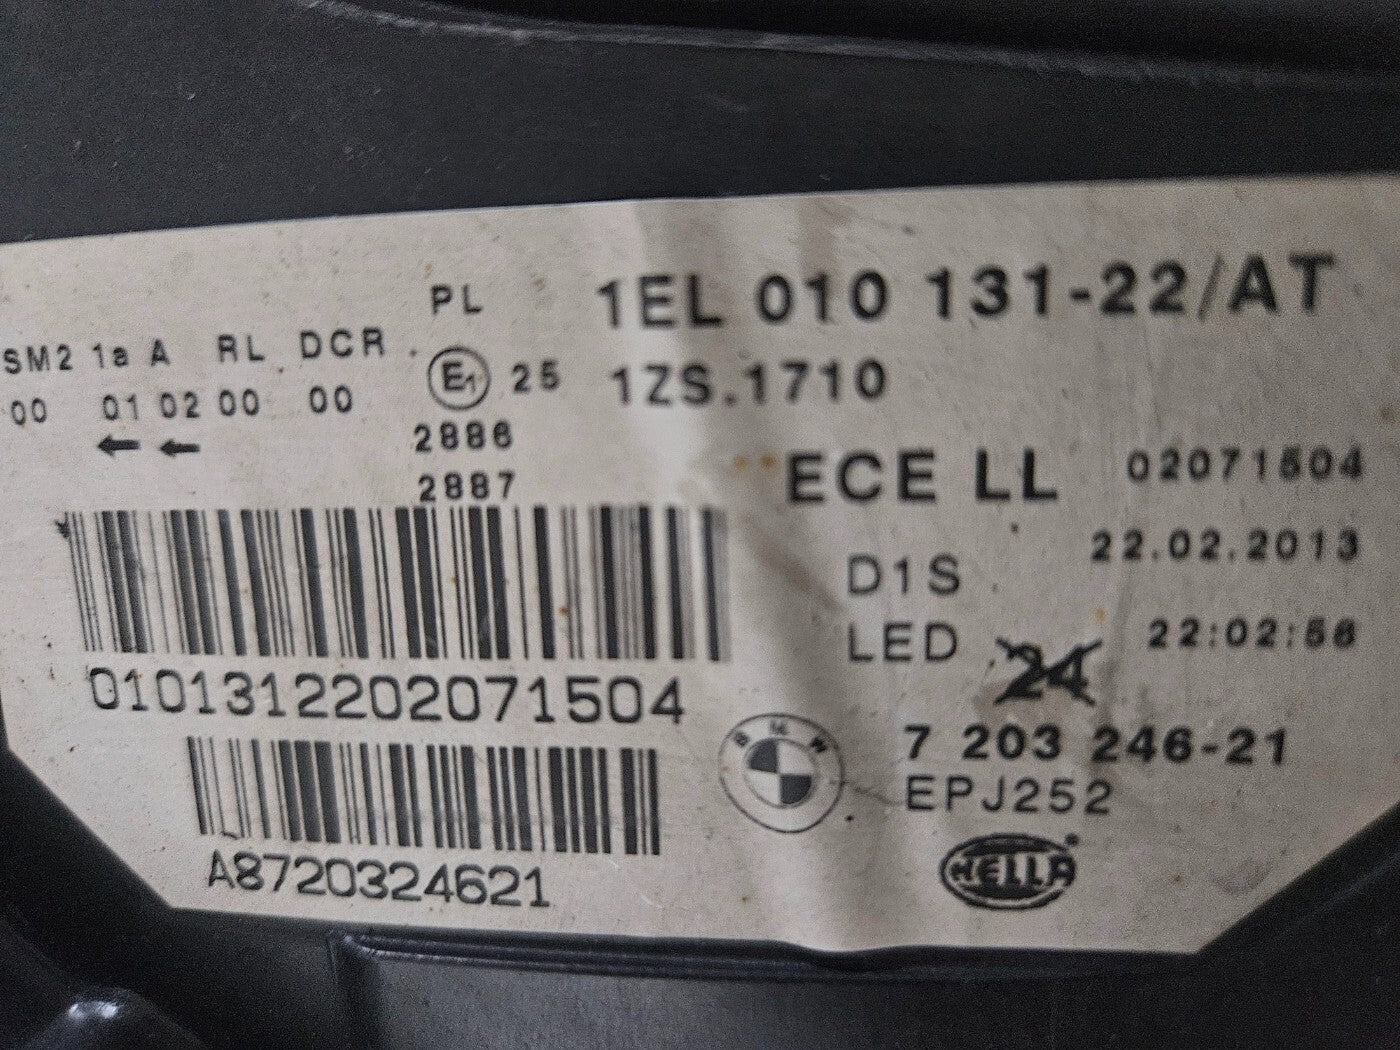 PL
1EL 010 131-22/AT
SM2 1a A RL DCR
E1 25
1ZS.1710
00 01 02 00 00
2886
2887
ECE LL
02071504
22.02.2013
D1S
LED
24
22:02:56
0101312202071504
BMW
7 203 246-21
EPJ252
HELLA
A8720324621